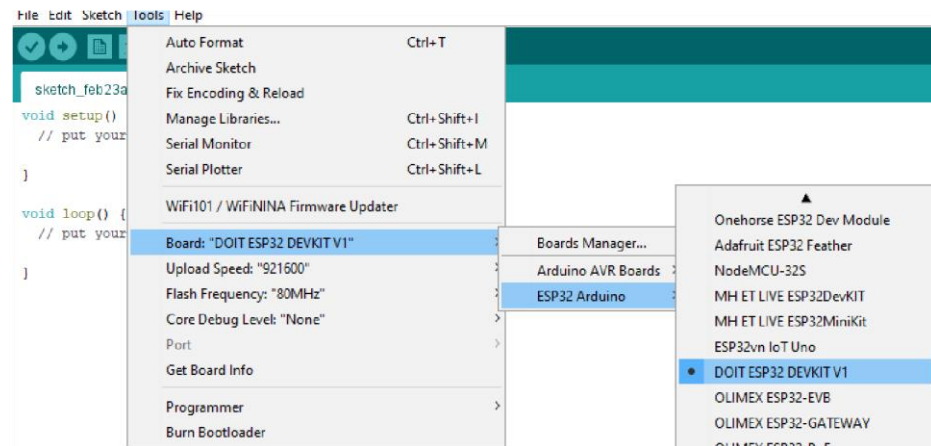 File Edit Sketch Tools Help
sketch_feb23a
void setup()
// put your
}
void loop() {
// put your
}
Auto Format Ctrl+T
Archive Sketch
Fix Encoding & Reload
Manage Libraries... Ctrl+Shift+I
Serial Monitor Ctrl+Shift+M
Serial Plotter Ctrl+Shift+L
WiFi101 / WiFiNINA Firmware Updater
Board: "DOIT ESP32 DEVKIT V1"
Upload Speed: "921600"
Flash Frequency: "80MHz"
Core Debug Level: "None"
Port
Get Board Info
Programmer
Burn Bootloader
Boards Manager...
Arduino AVR Boards
ESP32 Arduino
Onehorse ESP32 Dev Module
Adafruit ESP32 Feather
NodeMCU-32S
MH ET LIVE ESP32DevKIT
MH ET LIVE ESP32MiniKit
ESP32vn IoT Uno
DOIT ESP32 DEVKIT V1
OLIMEX ESP32-EVB
OLIMEX ESP32-GATEWAY